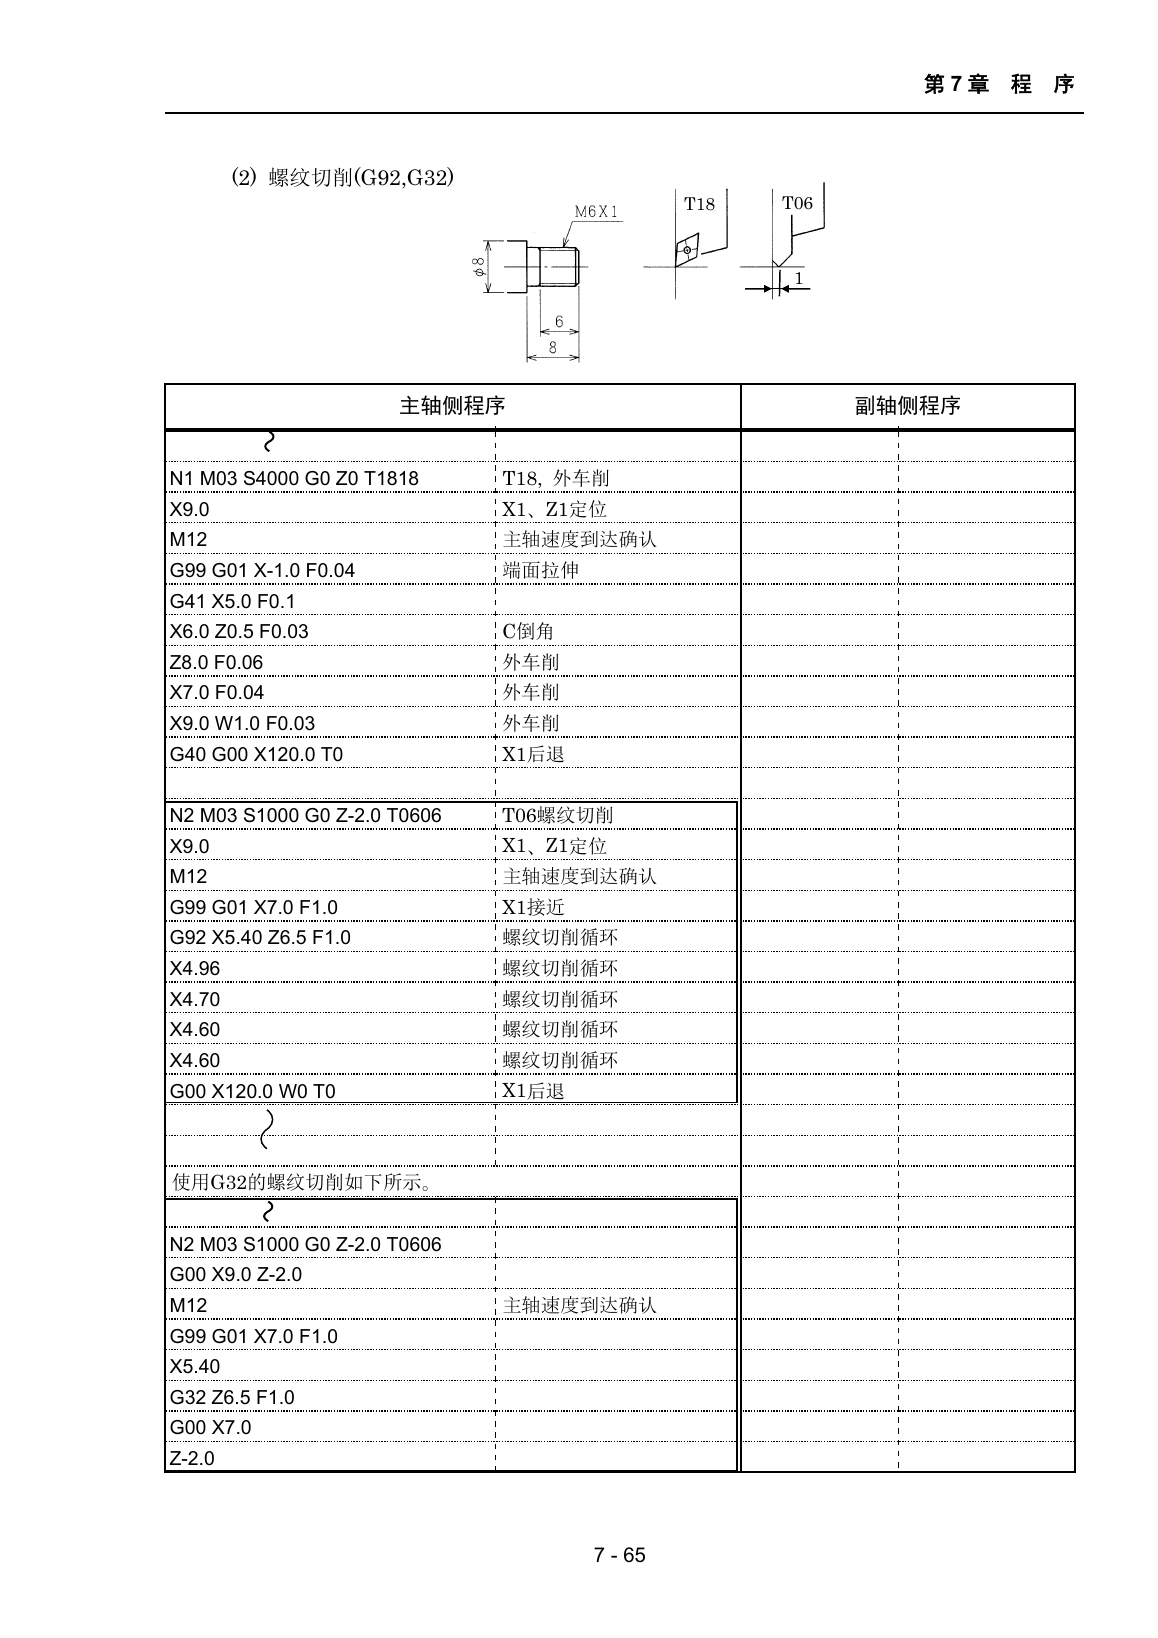 第 7 章　程　序
(2) 螺纹切削(G92,G32)
M6X1
T18
T06
φ8
1
6
8
主轴侧程序 副轴侧程序
N1 M03 S4000 G0 Z0 T1818 T18, 外车削
X9.0 X1、Z1定位
M12 主轴速度到达确认
G99 G01 X-1.0 F0.04 端面拉伸
G41 X5.0 F0.1
X6.0 Z0.5 F0.03 C倒角
Z8.0 F0.06 外车削
X7.0 F0.04 外车削
X9.0 W1.0 F0.03 外车削
G40 G00 X120.0 T0 X1后退
N2 M03 S1000 G0 Z-2.0 T0606 T06螺纹切削
X9.0 X1、Z1定位
M12 主轴速度到达确认
G99 G01 X7.0 F1.0 X1接近
G92 X5.40 Z6.5 F1.0 螺纹切削循环
X4.96 螺纹切削循环
X4.70 螺纹切削循环
X4.60 螺纹切削循环
X4.60 螺纹切削循环
G00 X120.0 W0 T0 X1后退
使用G32的螺纹切削如下所示。
N2 M03 S1000 G0 Z-2.0 T0606
G00 X9.0 Z-2.0
M12 主轴速度到达确认
G99 G01 X7.0 F1.0
X5.40
G32 Z6.5 F1.0
G00 X7.0
Z-2.0
7 - 65